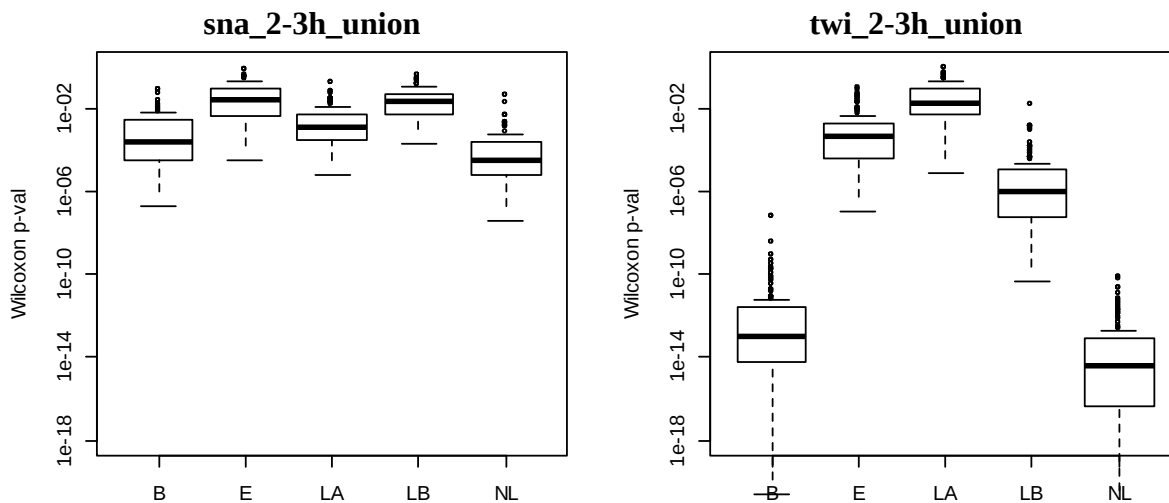 sna_2-3h_union
Wilcoxon p-val
1e-02
1e-06
1e-10
1e-14
1e-18
B E LA LB NL
twi_2-3h_union
Wilcoxon p-val
1e-02
1e-06
1e-10
1e-14
1e-18
B E LA LB NL